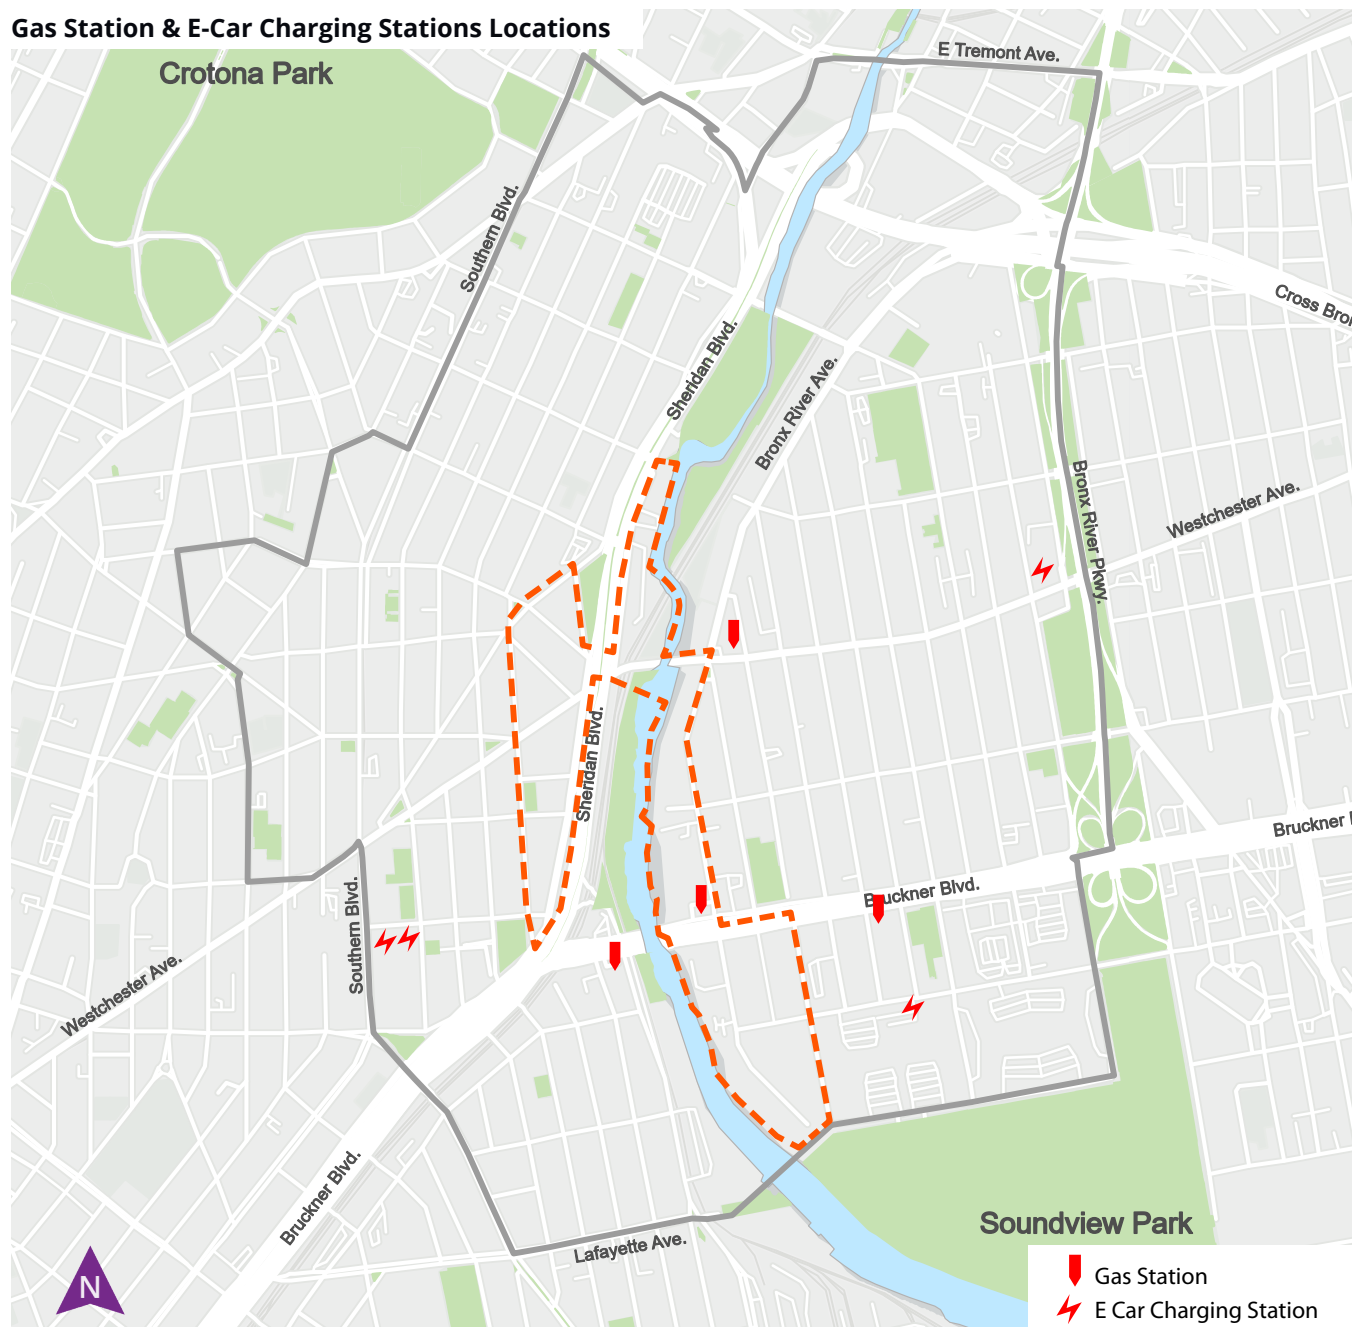 Gas Station & E-Car Charging Stations Locations
Crotona Park
E Tremont Ave.
Southern Blvd.
Cross Bro
Sheridan Blvd.
Bronx River Ave.
Bronx River Pkwy.
Westchester Ave.
Sheridan Blvd.
Bruckner
Bruckner Blvd.
Southern Blvd.
Westchester Ave.
Bruckner Blvd.
Lafayette Ave.
Soundview Park
N
Gas Station
E Car Charging Station